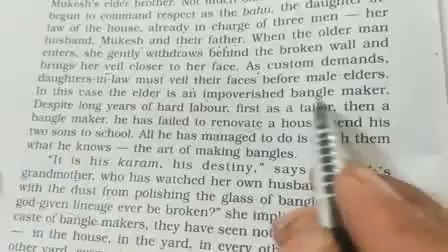 Mukesh's elder brother. Not much
begun to command respect as the bahu, the daughter in
law of the house, already in charge of three men — her
husband, Mukesh and their father. When the older man
enters, she gently withdraws behind the broken wall and
brings her veil closer to her face. As custom demands,
daughters-in-law must veil their faces before male elders.
In this case the elder is an impoverished bangle maker.
Despite long years of hard labour, first as a tailor, then a
bangle maker, he has failed to renovate a house, send his
two sons to school. All he has managed to do is them
what he knows — the art of making bangles.
"It is his karam, his destiny," says
grandmother, who has watched her own husband
with the dust from polishing the glass of bangles.
god-given lineage ever be broken?" she
caste of bangle makers, they have seen
— in the house, in the yard, in every
other yard,